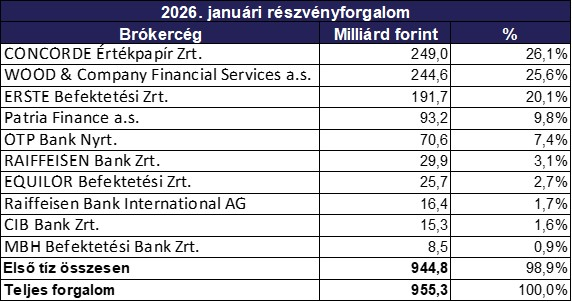 2026. januári részvényforgalom
Brókercég Milliárd forint %
CONCORDE Értékpapír Zrt. 249,0 26,1%
WOOD & Company Financial Services a.s. 244,6 25,6%
ERSTE Befektetési Zrt. 191,7 20,1%
Patria Finance a.s. 93,2 9,8%
OTP Bank Nyrt. 70,6 7,4%
RAIFFEISEN Bank Zrt. 29,9 3,1%
EQUILOR Befektetési Zrt. 25,7 2,7%
Raiffeisen Bank International AG 16,4 1,7%
CIB Bank Zrt. 15,3 1,6%
MBH Befektetési Bank Zrt. 8,5 0,9%
Első tíz összesen 944,8 98,9%
Teljes forgalom 955,3 100,0%